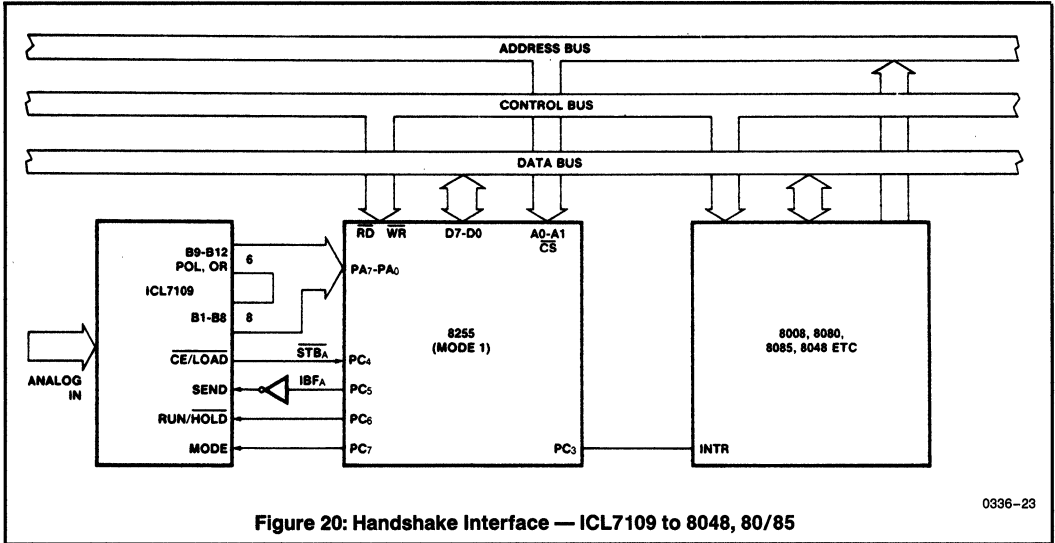 ADDRESS BUS
CONTROL BUS
DATA BUS
B9-B12
POL, OR
6
ICL7109
B1-B8 8
CE/LOAD
SEND
RUN/HOLD
MODE
ANALOG
IN
STBA
IBFA
RD WR D7-D0 A0-A1
CS
PA7-PA0
8255
(MODE 1)
PC4
PC5
PC6
PC7
PC3
8008, 8080,
8085, 8048 ETC
INTR
0336-23
Figure 20: Handshake Interface — ICL7109 to 8048, 80/85